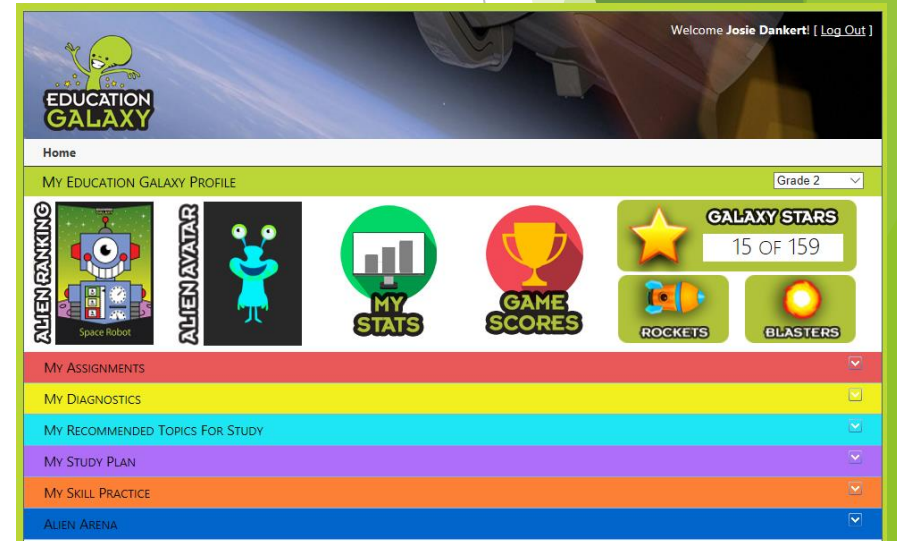 Welcome Josie Dankert! [ Log Out ]
EDUCATION
GALAXY
Home
My Education Galaxy Profile
Grade 2
ALIEN RANKING
Space Robot
ALIEN AVATAR
MY
STATS
GAME
SCORES
GALAXY STARS
15 OF 159
ROCKETS
BLASTERS
My Assignments
My Diagnostics
My Recommended Topics For Study
My Study Plan
My Skill Practice
Alien Arena